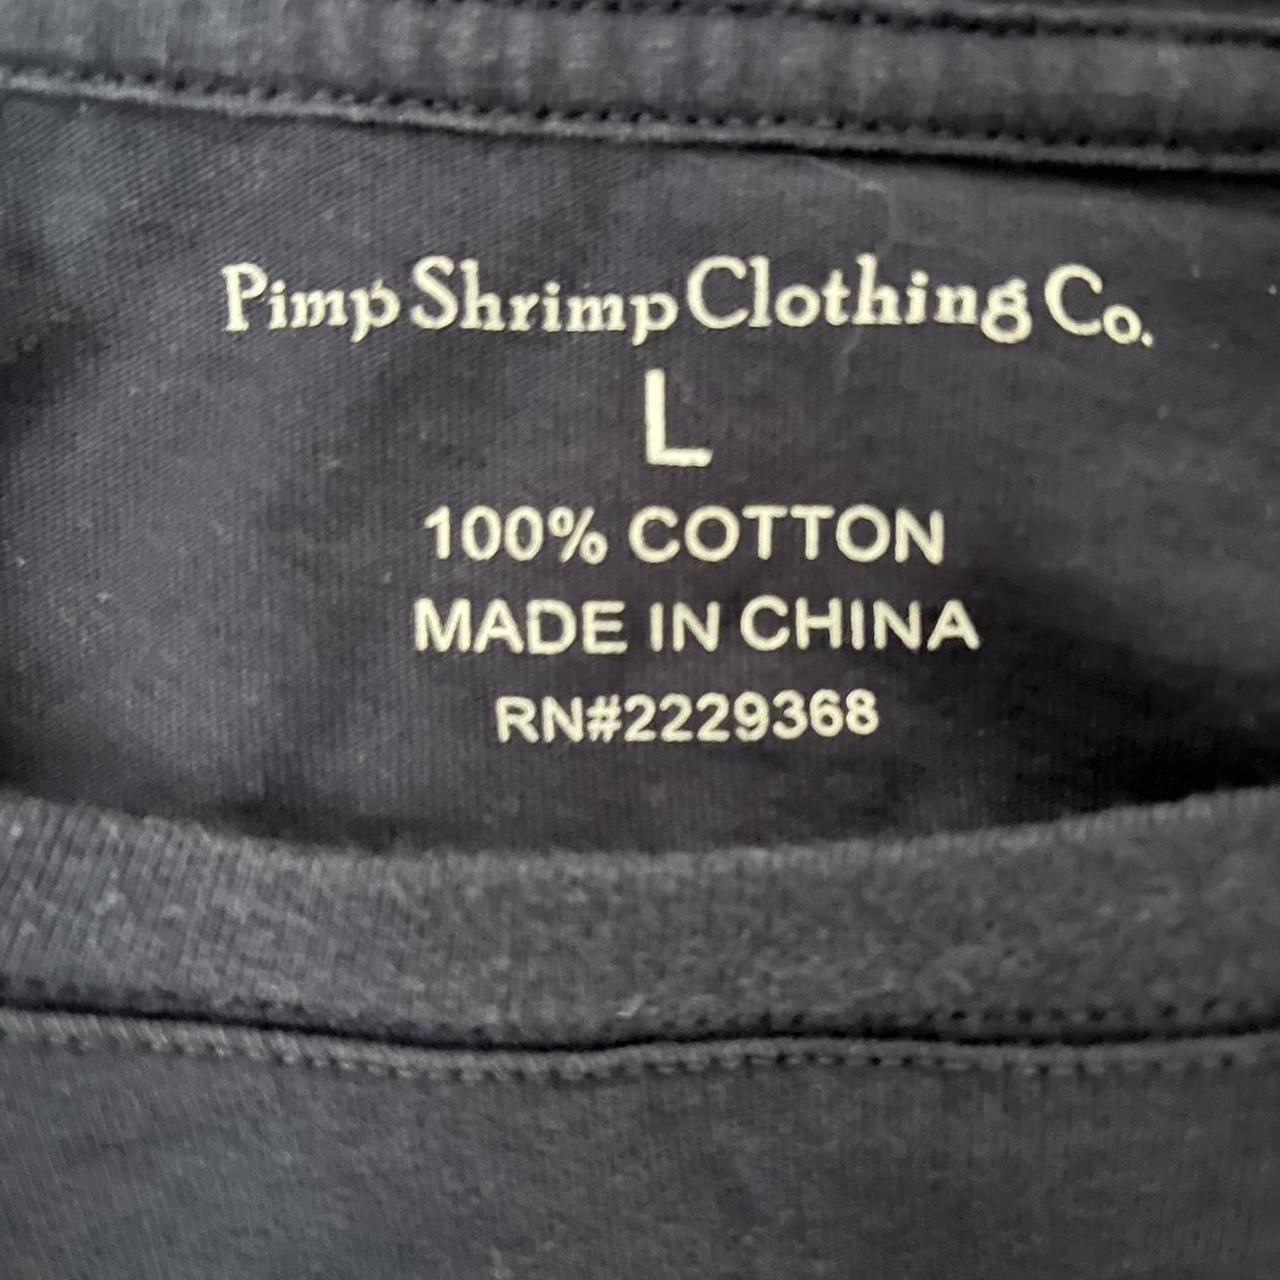 Pimp Shrimp Clothing Co.
L
100% COTTON
MADE IN CHINA
RN#2229368